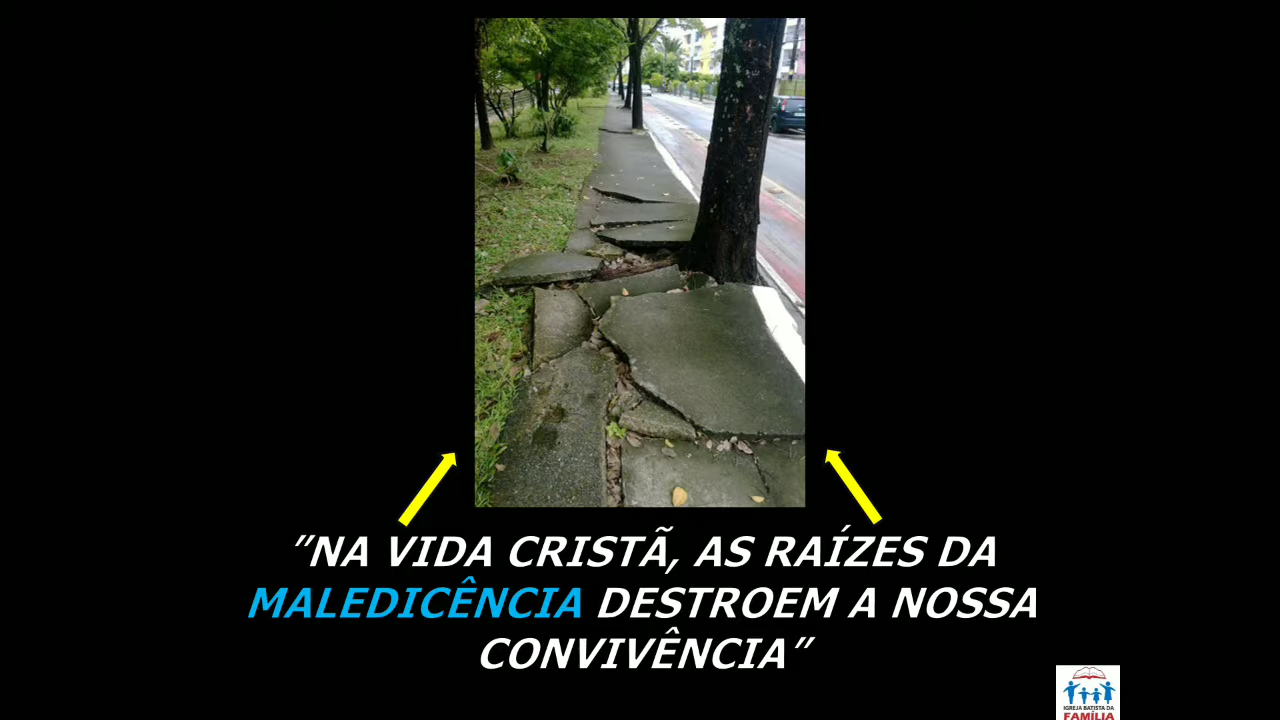 "NA VIDA CRISTÃ, AS RAÍZES DA
MALEDICÊNCIA DESTROEM A NOSSA
CONVIVÊNCIA"
IGREJA BATISTA DA
FAMÍLIA